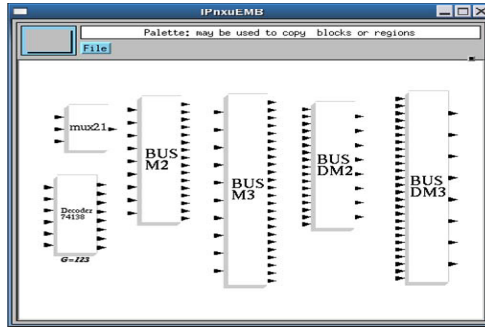 IPnxuEMB
Palette: may be used to copy blocks or regions
File
mux21
BUS
M2
BUS
M3
BUS
DM2
BUS
DM3
Decoder
74138
G=123